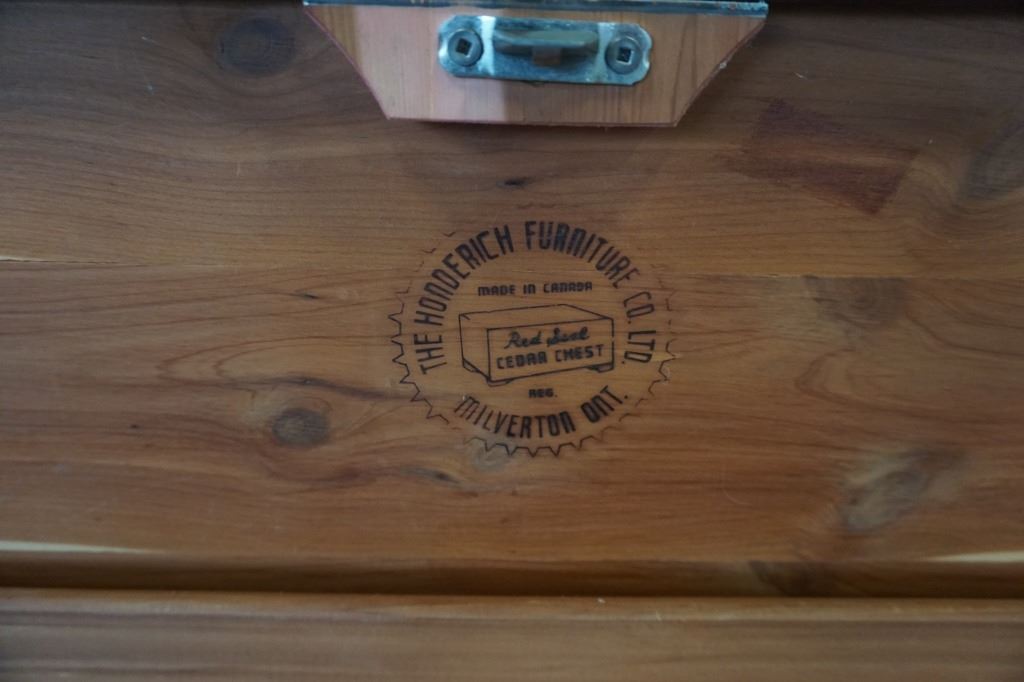 THE HONDERICH FURNITURE CO. LTD.
MADE IN CANADA
Red Seal
CEDAR CHEST
REG.
MILVERTON ONT.